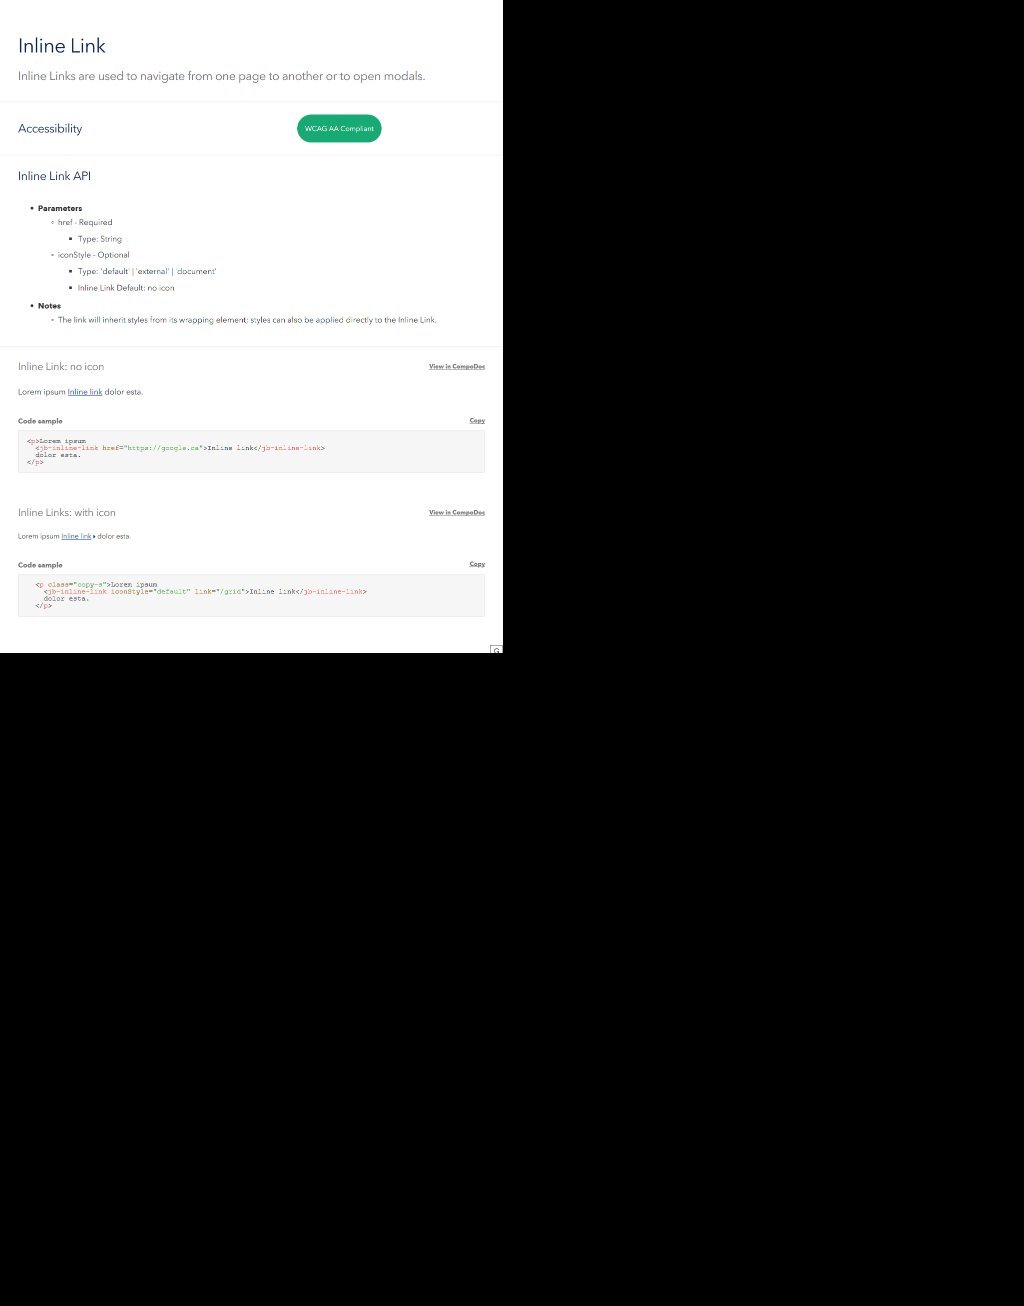 Inline Link
Inline Links are used to navigate from one page to another or to open modals.
Accessibility
WCAG AA Compliant
Inline Link API
Parameters
href - Required
Type: String
iconStyle - Optional
Type: 'default' | 'external' | 'document'
Inline Link Default: no icon
Notes
The link will inherit styles from its wrapping element; styles can also be applied directly to the Inline Link.
Inline Link: no icon
View in CompoDoc
Lorem ipsum Inline link dolor esta.
Code sample
Copy
<p>Lorem ipsum
<jb-inline-link href="https://google.ca">Inline link</jb-inline-link>
dolor esta.
</p>
Inline Links: with icon
View in CompoDoc
Lorem ipsum Inline link dolor esta.
Code sample
Copy
<p class="copy-s">Lorem ipsum
<jb-inline-link iconStyle="default" link="/grid">Inline link</jb-inline-link>
dolor esta.
</p>
G